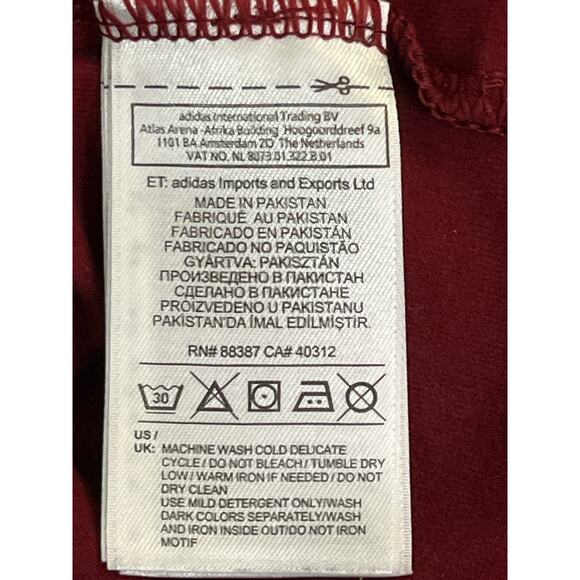 adidas International Trading BV
Atlas Arena -Afrika Building Hoogoorddreef 9a
1101 BA Amsterdam ZO The Netherlands
VAT NO. NL 8073.01.322.B.01
ET: adidas Imports and Exports Ltd
MADE IN PAKISTAN
FABRIQUÉ AU PAKISTAN
FABRICADO EN PAKISTÁN
FABRICADO NO PAQUISTÃO
GYÁRTVA: PAKISZTÁN
ПРОИЗВЕДЕНО В ПАКИСТАН
СДЕЛАНО В ПАКИСТАНЕ
PROIZVEDENO U PAKISTANU
PAKİSTAN'DA İMAL EDİLMİŞTİR.
RN# 88387 CA# 40312
30
US /
UK: MACHINE WASH COLD DELICATE
CYCLE / DO NOT BLEACH / TUMBLE DRY
LOW / WARM IRON IF NEEDED / DO NOT
DRY CLEAN
USE MILD DETERGENT ONLY/WASH
DARK COLORS SEPARATELY/WASH
AND IRON INSIDE OUT/DO NOT IRON
MOTIF